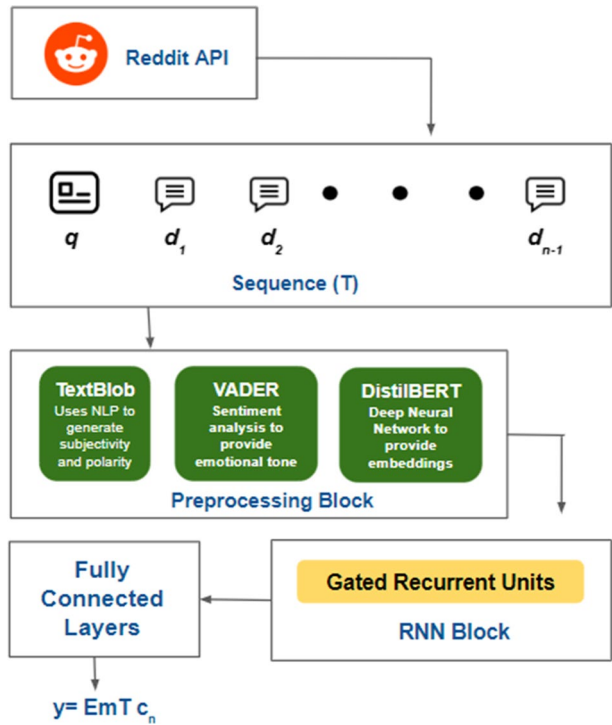 Reddit API
q d1 d2 dn-1
Sequence (T)
TextBlob
Uses NLP to
generate
subjectivity
and polarity
VADER
Sentiment
analysis to
provide
emotional tone
DistilBERT
Deep Neural
Network to
provide
embeddings
Preprocessing Block
Fully
Connected
Layers
Gated Recurrent Units
RNN Block
y= EmT cn